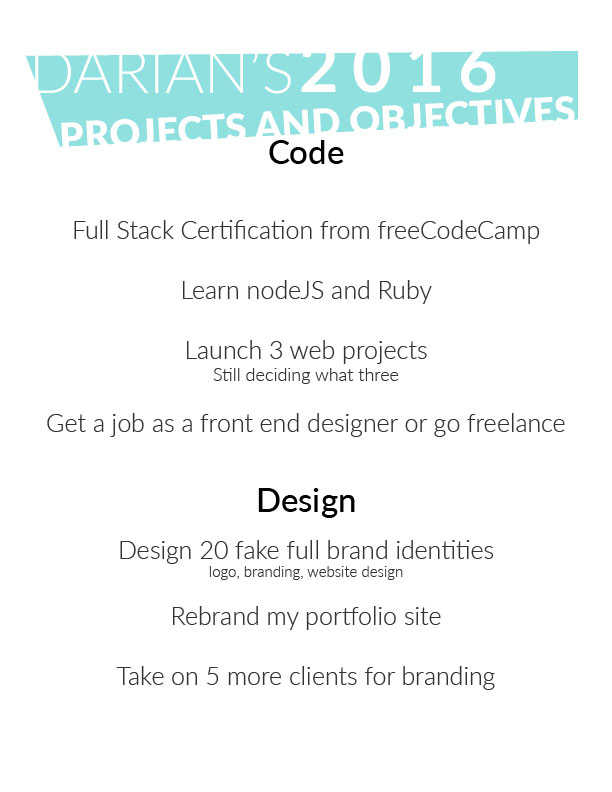 DARIAN'S 2016
PROJECTS AND OBJECTIVES
Code
Full Stack Certification from freeCodeCamp
Learn nodeJS and Ruby
Launch 3 web projects
Still deciding what three
Get a job as a front end designer or go freelance
Design
Design 20 fake full brand identities
logo, branding, website design
Rebrand my portfolio site
Take on 5 more clients for branding